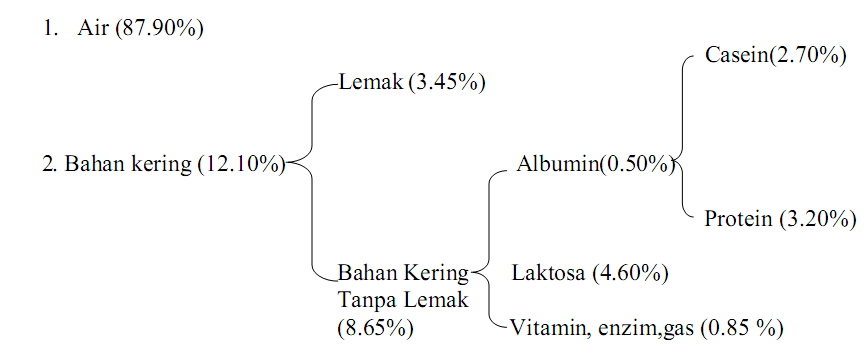 1. Air (87.90%)
Casein(2.70%)
Lemak (3.45%)
2. Bahan kering (12.10%)
Albumin(0.50%)
Protein (3.20%)
Bahan Kering
Tanpa Lemak
(8.65%)
Laktosa (4.60%)
Vitamin, enzim,gas (0.85 %)